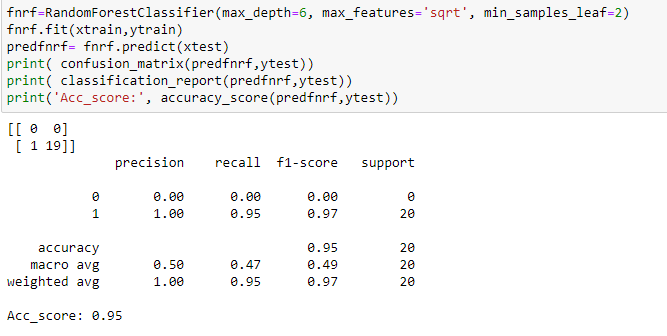 fnrf=RandomForestClassifier(max_depth=6, max_features='sqrt', min_samples_leaf=2)
fnrf.fit(xtrain,ytrain)
predfnrf= fnrf.predict(xtest)
print( confusion_matrix(predfnrf,ytest))
print( classification_report(predfnrf,ytest))
print('Acc_score:', accuracy_score(predfnrf,ytest))
[[ 0  0]
 [ 1 19]]
              precision    recall  f1-score   support

           0       0.00      0.00      0.00         0
           1       1.00      0.95      0.97        20

    accuracy                           0.95        20
   macro avg       0.50      0.47      0.49        20
weighted avg       1.00      0.95      0.97        20

Acc_score: 0.95